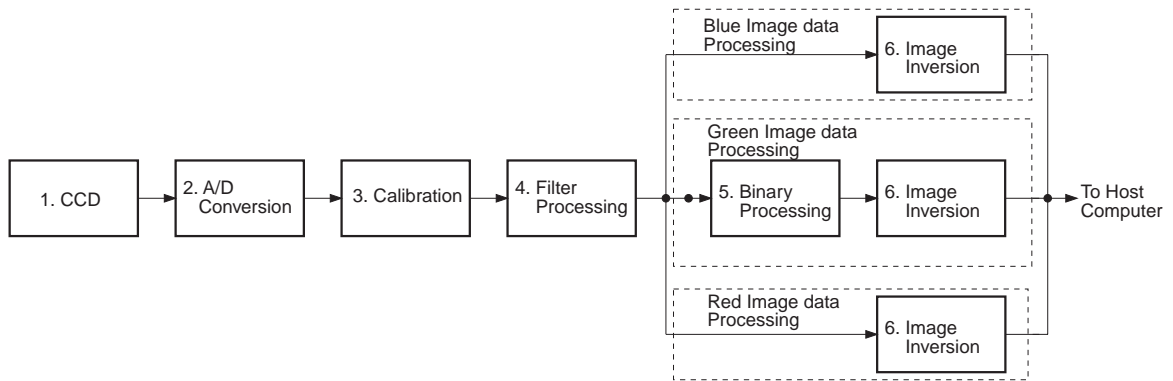 Blue Image data
Processing
6. Image
Inversion
Green Image data
Processing
1. CCD
2. A/D
Conversion
3. Calibration
4. Filter
Processing
5. Binary
Processing
6. Image
Inversion
To Host
Computer
Red Image data
Processing
6. Image
Inversion